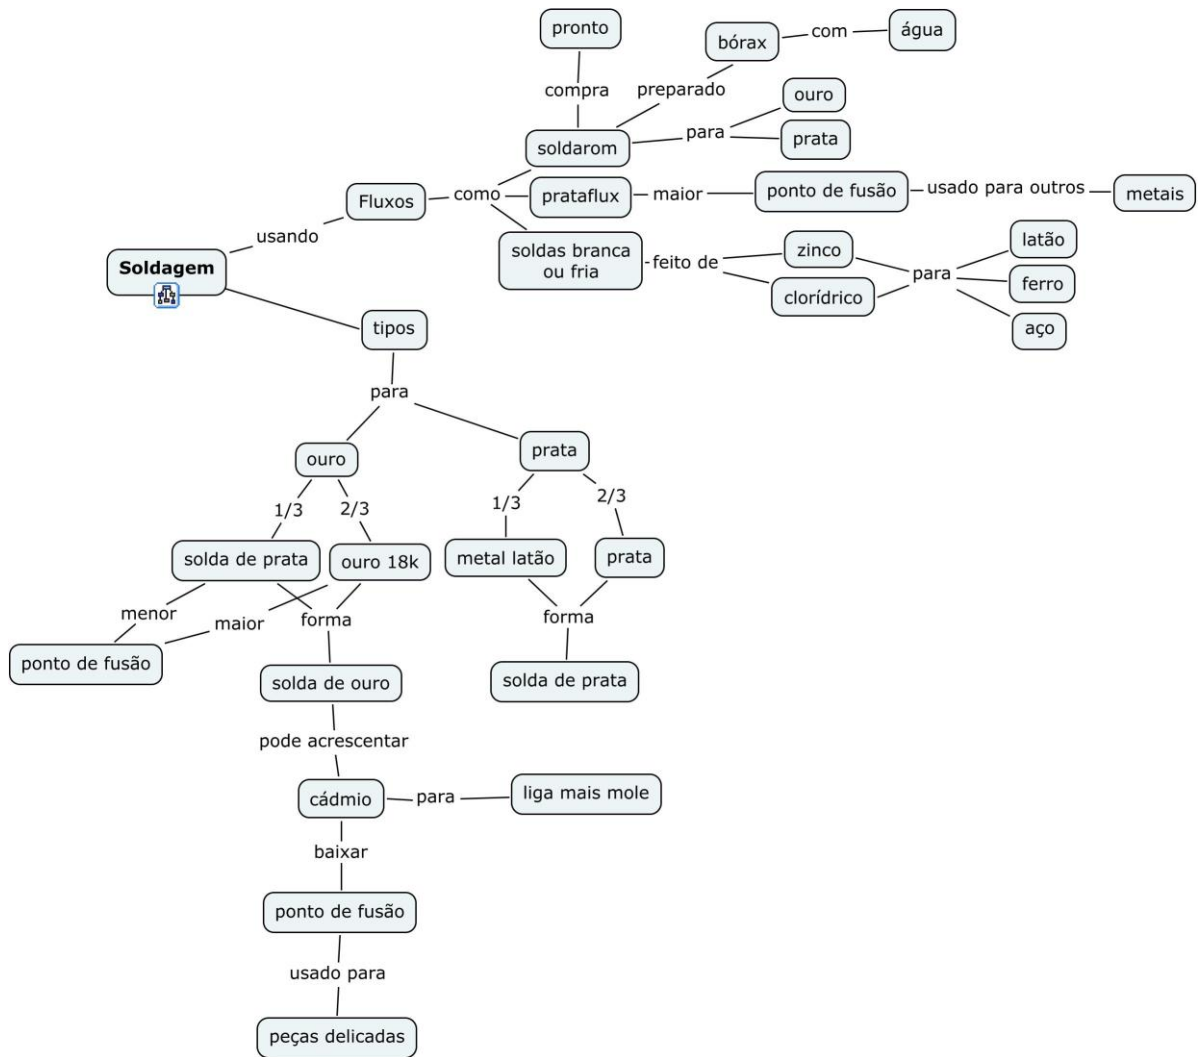 pronto
bórax
com
água
compra
preparado
ouro
para
prata
soldarom
Fluxos
como
prataflux
maior
ponto de fusão
usado para outros
metais
usando
soldas branca
ou fria
feito de
zinco
clorídrico
para
latão
ferro
aço
Soldagem
tipos
para
ouro
prata
1/3
2/3
1/3
2/3
solda de prata
ouro 18k
metal latão
prata
menor
maior
forma
forma
ponto de fusão
solda de ouro
solda de prata
pode acrescentar
cádmio
para
liga mais mole
baixar
ponto de fusão
usado para
peças delicadas